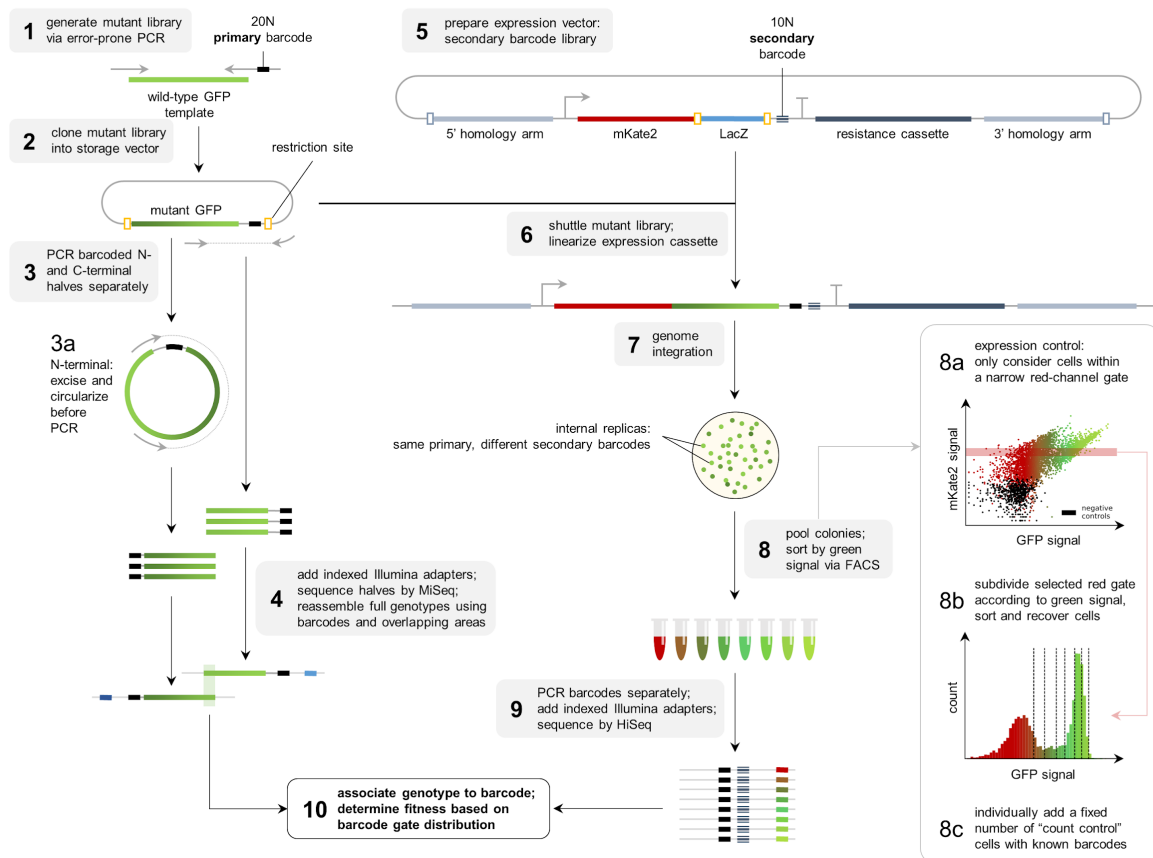 1
generate mutant library
via error-prone PCR
20N
primary barcode
wild-type GFP
template
2
clone mutant library
into storage vector
restriction site
mutant GFP
3
PCR barcoded N-
and C-terminal
halves separately
3a
N-terminal:
excise and
circularize
before
PCR
4
add indexed Illumina adapters;
sequence halves by MiSeq;
reassemble full genotypes using
barcodes and overlapping areas
5
prepare expression vector:
secondary barcode library
10N
secondary
barcode
5' homology arm
mKate2
LacZ
resistance cassette
3' homology arm
6
shuttle mutant library;
linearize expression cassette
7
genome
integration
internal replicas:
same primary, different secondary barcodes
8
pool colonies;
sort by green
signal via FACS
8a
expression control:
only consider cells within
a narrow red-channel gate
mKate2 signal
negative
controls
GFP signal
8b
subdivide selected red gate
according to green signal,
sort and recover cells
count
GFP signal
8c
individually add a fixed
number of “count control”
cells with known barcodes
9
PCR barcodes separately;
add indexed Illumina adapters;
sequence by HiSeq
10
associate genotype to barcode;
determine fitness based on
barcode gate distribution